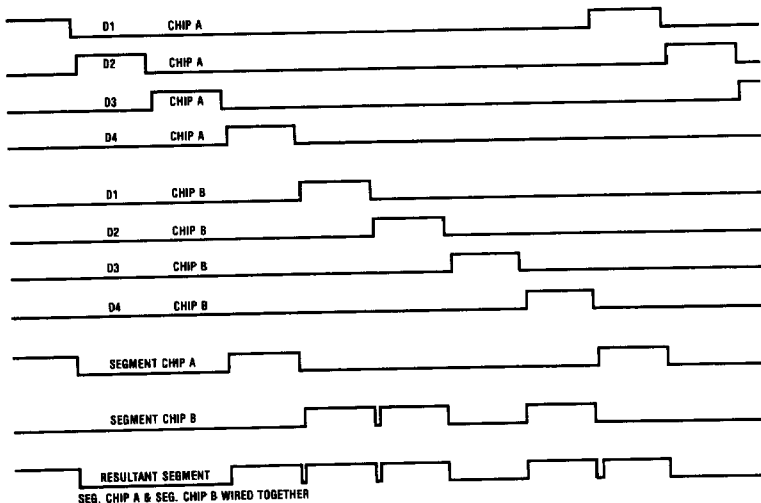 D1 CHIP A
D2 CHIP A
D3 CHIP A
D4 CHIP A
D1 CHIP B
D2 CHIP B
D3 CHIP B
D4 CHIP B
SEGMENT CHIP A
SEGMENT CHIP B
RESULTANT SEGMENT
SEG. CHIP A & SEG. CHIP B WIRED TOGETHER